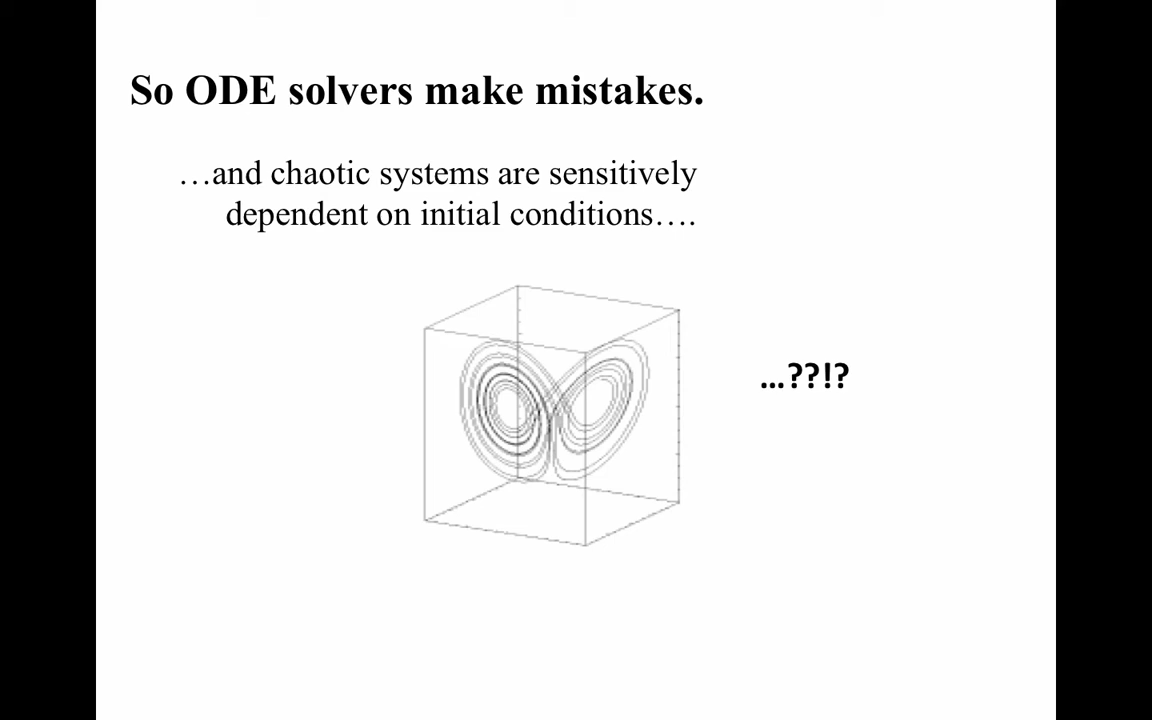 So ODE solvers make mistakes.
…and chaotic systems are sensitively
dependent on initial conditions….
…??!?